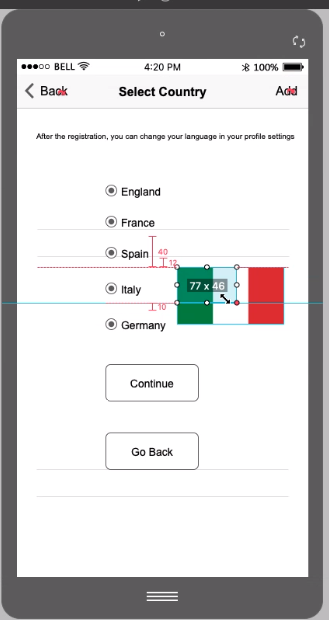 BELL 4:20 PM 100%
Back Select Country Add
After the registration, you can change your language in your profile settings
England
France
Spain
40
12
Italy
77 x 46
10
Germany
Continue
Go Back